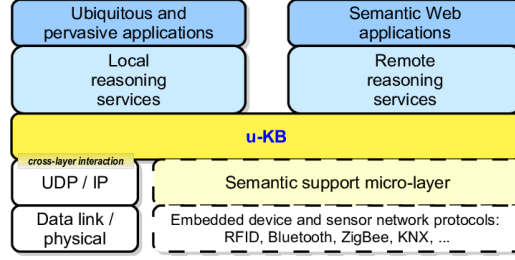 Ubiquitous and
pervasive applications
Semantic Web
applications
Local
reasoning
services
Remote
reasoning
services
u-KB
cross-layer interaction
UDP / IP
Semantic support micro-layer
Data link /
physical
Embedded device and sensor network protocols:
RFID, Bluetooth, ZigBee, KNX, ...